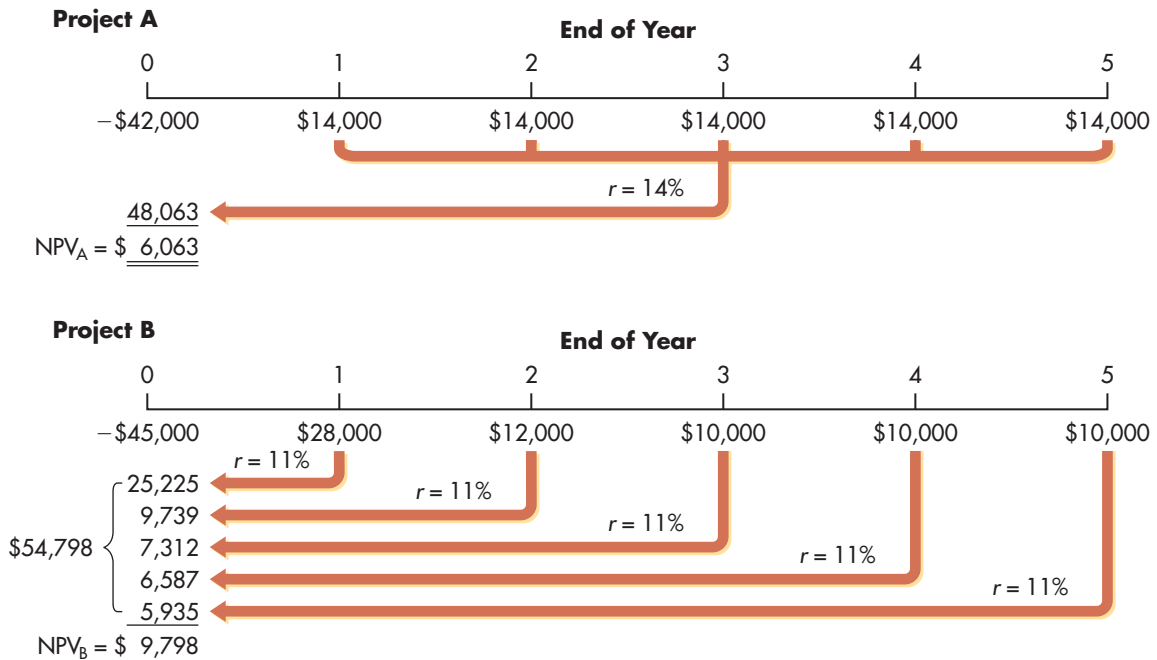 Project A
End of Year
0 1 2 3 4 5
–$42,000 $14,000 $14,000 $14,000 $14,000 $14,000
r = 14%
48,063
NPVA = $ 6,063
Project B
End of Year
0 1 2 3 4 5
–$45,000 $28,000 $12,000 $10,000 $10,000 $10,000
r = 11%
25,225
r = 11%
9,739
r = 11%
$54,798 7,312
r = 11%
6,587
r = 11%
5,935
NPVB = $ 9,798